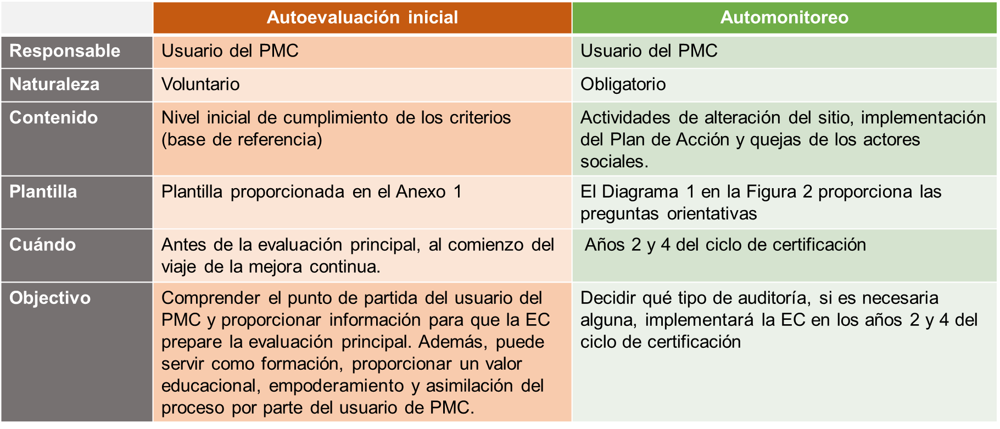 Autoevaluación inicial
Automonitoreo
Responsable
Usuario del PMC
Usuario del PMC
Naturaleza
Voluntario
Obligatorio
Contenido
Nivel inicial de cumplimiento de los criterios
(base de referencia)
Actividades de alteración del sitio, implementación
del Plan de Acción y quejas de los actores
sociales.
Plantilla
Plantilla proporcionada en el Anexo 1
El Diagrama 1 en la Figura 2 proporciona las
preguntas orientativas
Cuándo
Antes de la evaluación principal, al comienzo del
viaje de la mejora continua.
Años 2 y 4 del ciclo de certificación
Objectivo
Comprender el punto de partida del usuario del
PMC y proporcionar información para que la EC
prepare la evaluación principal. Además, puede
servir como formación, proporcionar un valor
educacional, empoderamiento y asimilación del
proceso por parte del usuario de PMC.
Decidir qué tipo de auditoría, si es necesaria
alguna, implementará la EC en los años 2 y 4 del
ciclo de certificación